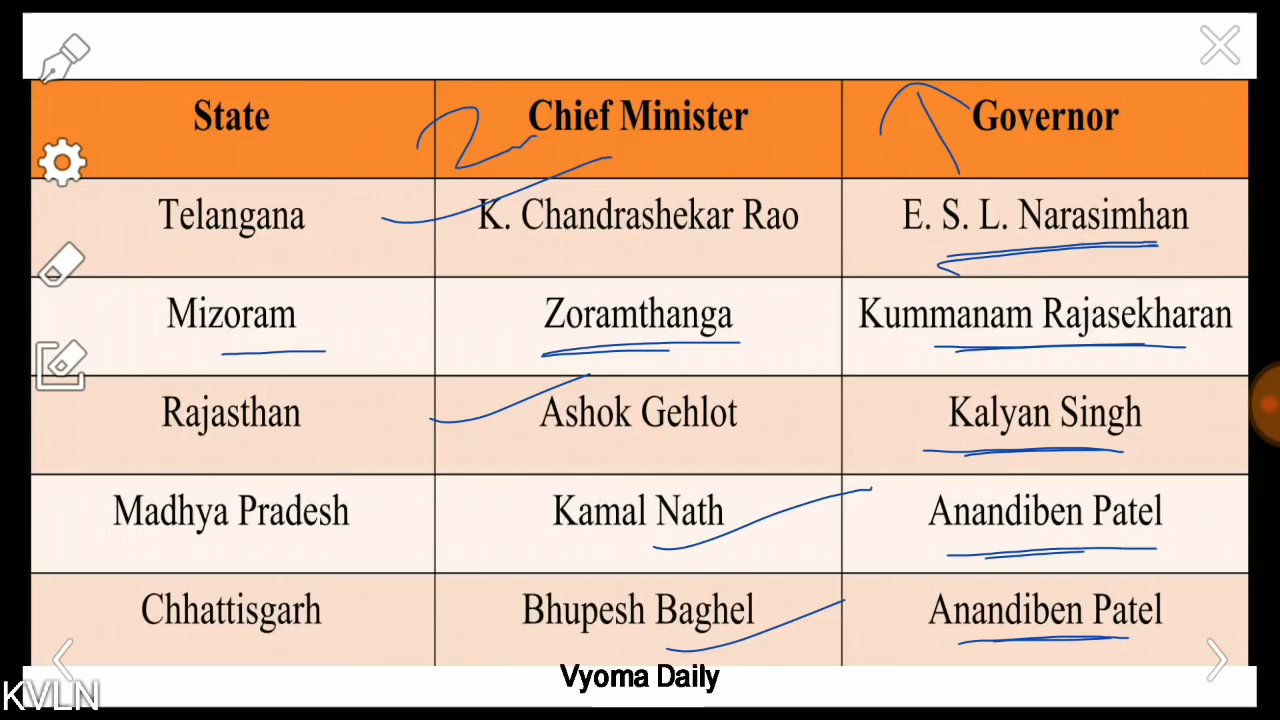 State Chief Minister Governor
Telangana K. Chandrashekar Rao E. S. L. Narasimhan
Mizoram Zoramthanga Kummanam Rajasekharan
Rajasthan Ashok Gehlot Kalyan Singh
Madhya Pradesh Kamal Nath Anandiben Patel
Chhattisgarh Bhupesh Baghel Anandiben Patel
Vyoma Daily
KVLN